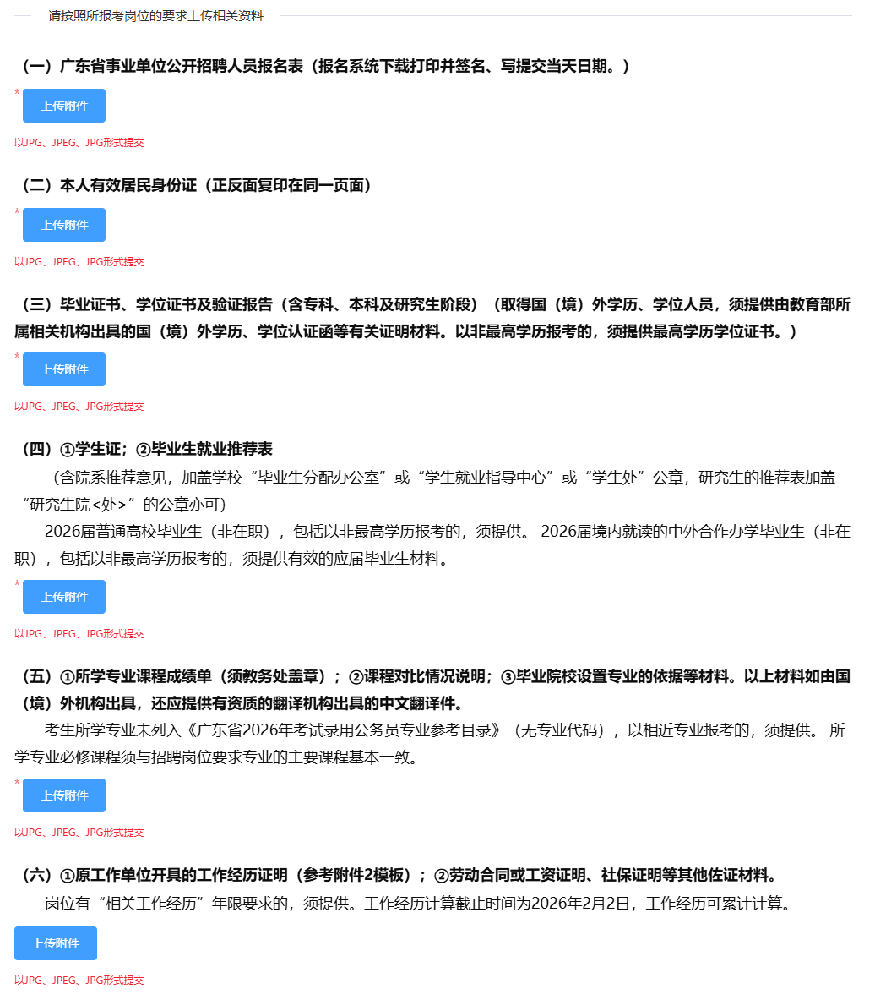 请按照所报考岗位的要求上传相关资料
（一）广东省事业单位公开招聘人员报名表（报名系统下载打印并签名、写提交当天日期。）
* 上传附件
以JPG、JPEG、JPG形式提交
（二）本人有效居民身份证（正反面复印在同一页面）
* 上传附件
以JPG、JPEG、JPG形式提交
（三）毕业证书、学位证书及验证报告（含专科、本科及研究生阶段）（取得国（境）外学历、学位人员，须提供由教育部所
属相关机构出具的国（境）外学历、学位认证函等有关证明材料。以非最高学历报考的，须提供最高学历学位证书。）
* 上传附件
以JPG、JPEG、JPG形式提交
（四）①学生证；②毕业生就业推荐表
（含院系推荐意见，加盖学校“毕业生分配办公室”或“学生就业指导中心”或“学生处”公章，研究生的推荐表加盖
“研究生院<处>”的公章亦可）
2026届普通高校毕业生（非在职），包括以非最高学历报考的，须提供。 2026届境内就读的中外合作办学毕业生（非在
职），包括以非最高学历报考的，须提供有效的应届毕业生材料。
* 上传附件
以JPG、JPEG、JPG形式提交
（五）①所学专业课程成绩单（须教务处盖章）；②课程对比情况说明；③毕业院校设置专业的依据等材料。以上材料如由国
（境）外机构出具，还应提供有资质的翻译机构出具的中文翻译件。
考生所学专业未列入《广东省2026年考试录用公务员专业参考目录》（无专业代码），以相近专业报考的，须提供。 所
学专业必修课程须与招聘岗位要求专业的主要课程基本一致。
* 上传附件
以JPG、JPEG、JPG形式提交
（六）①原工作单位开具的工作经历证明（参考附件2模板）；②劳动合同或工资证明、社保证明等其他佐证材料。
岗位有“相关工作经历”年限要求的，须提供。工作经历计算截止时间为2026年2月2日，工作经历可累计计算。
上传附件
以JPG、JPEG、JPG形式提交